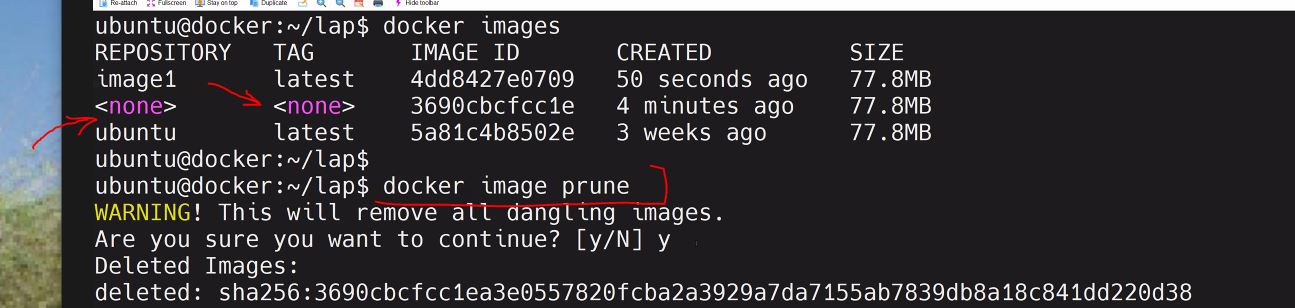 Re-attach Fullscreen Stay on top Duplicate Hide toolbar
ubuntu@docker:~/lap$ docker images
REPOSITORY TAG IMAGE ID CREATED SIZE
image1 latest 4dd8427e0709 50 seconds ago 77.8MB
<none> <none> 3690cbcfcc1e 4 minutes ago 77.8MB
ubuntu latest 5a81c4b8502e 3 weeks ago 77.8MB
ubuntu@docker:~/lap$
ubuntu@docker:~/lap$ docker image prune
WARNING! This will remove all dangling images.
Are you sure you want to continue? [y/N] y
Deleted Images:
deleted: sha256:3690cbcfcc1ea3e0557820fcba2a3929a7da7155ab7839db8a18c841dd220d38